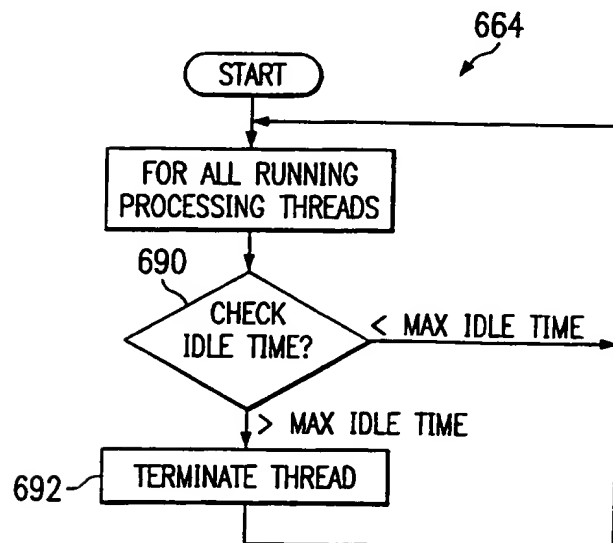 664
START
FOR ALL RUNNING
PROCESSING THREADS
690
CHECK
IDLE TIME?
< MAX IDLE TIME
> MAX IDLE TIME
692
TERMINATE THREAD